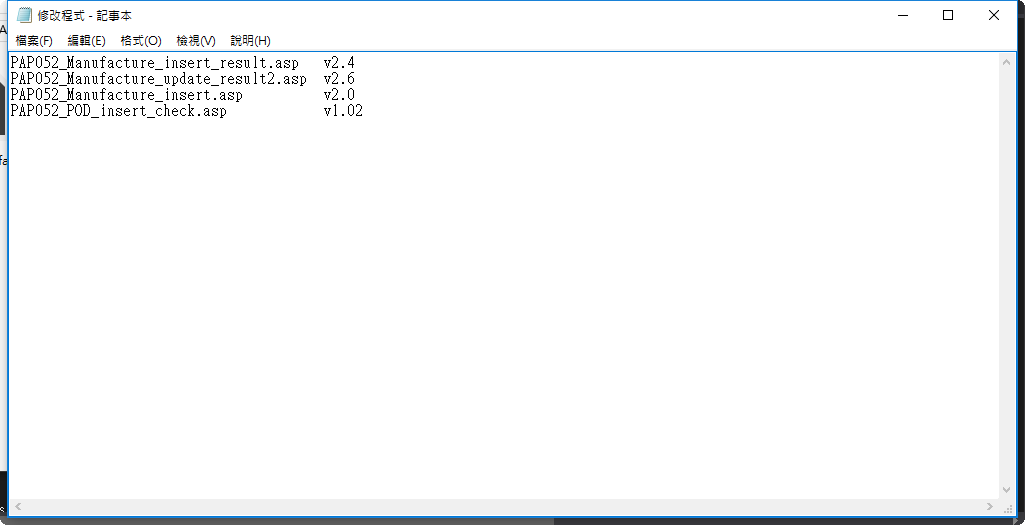 修改程式 - 記事本
檔案(F) 編輯(E) 格式(O) 檢視(V) 說明(H)
PAP052_Manufacture_insert_result.asp   v2.4
PAP052_Manufacture_update_result2.asp  v2.6
PAP052_Manufacture_insert.asp          v2.0
PAP052_POD_insert_check.asp            v1.02